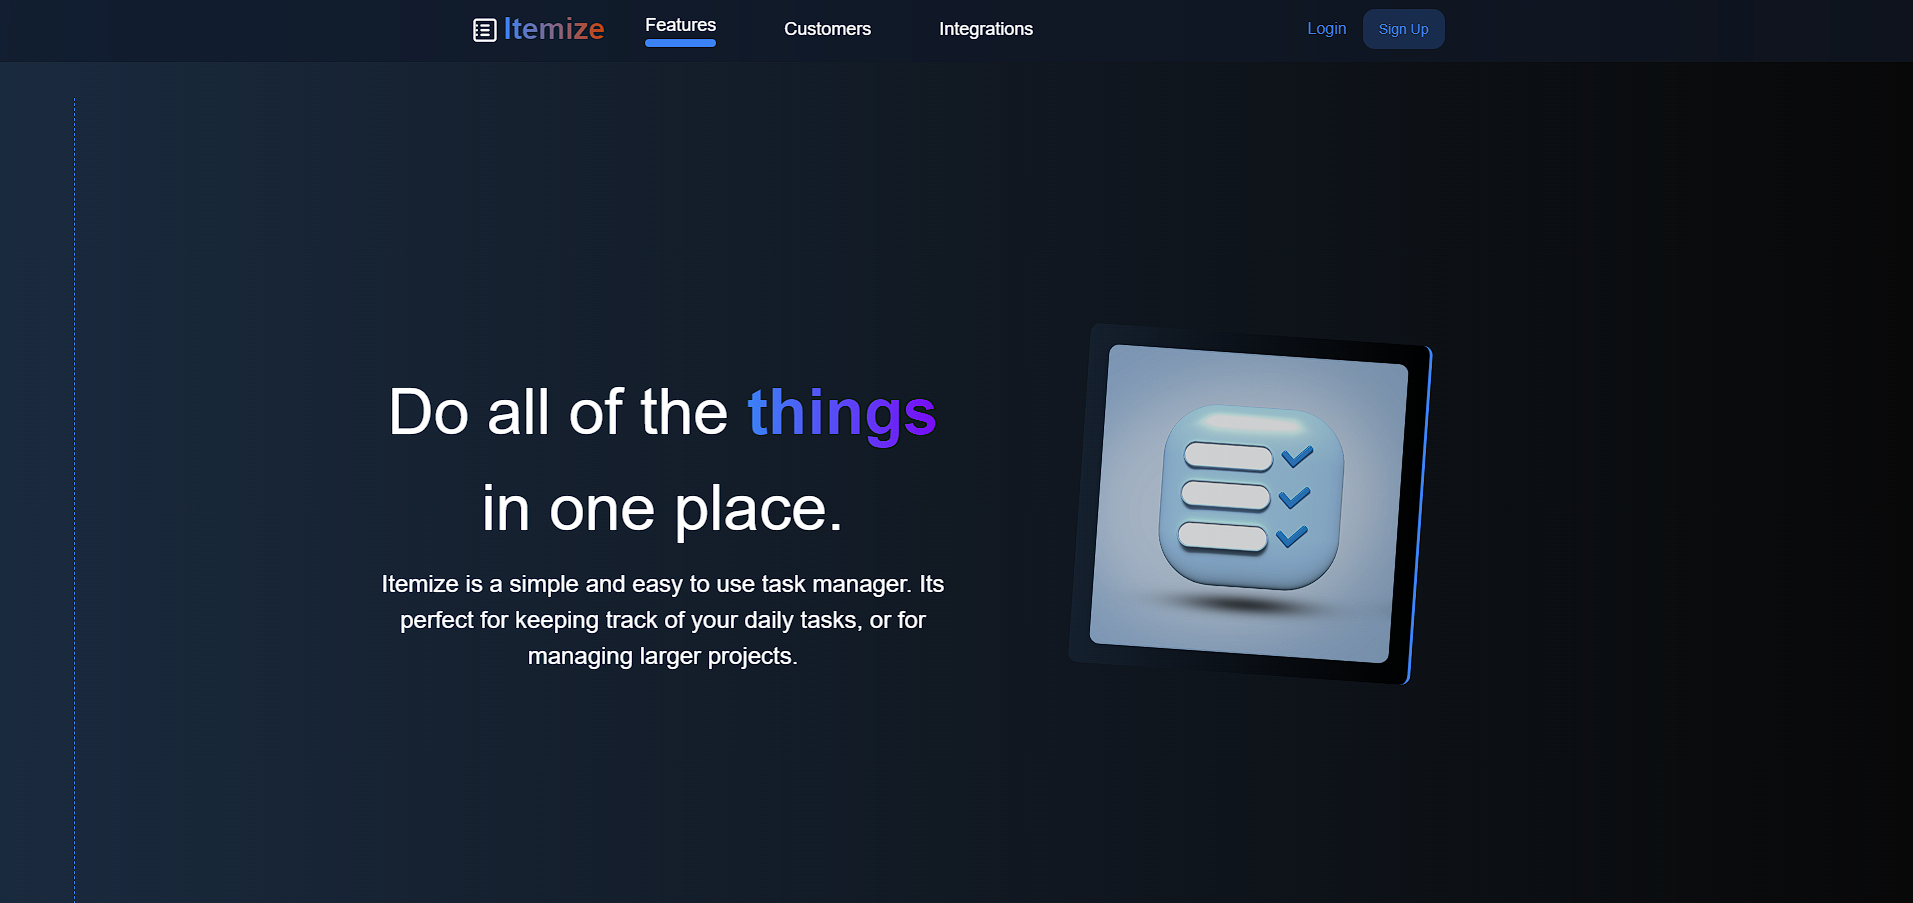 Itemize
Features
Customers
Integrations
Login
Sign Up
Do all of the things
in one place.
Itemize is a simple and easy to use task manager. Its
perfect for keeping track of your daily tasks, or for
managing larger projects.